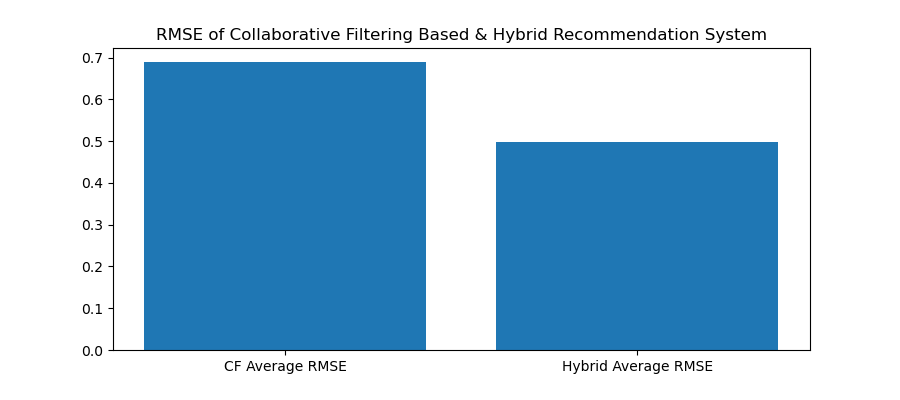 RMSE of Collaborative Filtering Based & Hybrid Recommendation System
0.7
0.6
0.5
0.4
0.3
0.2
0.1
0.0
CF Average RMSE
Hybrid Average RMSE